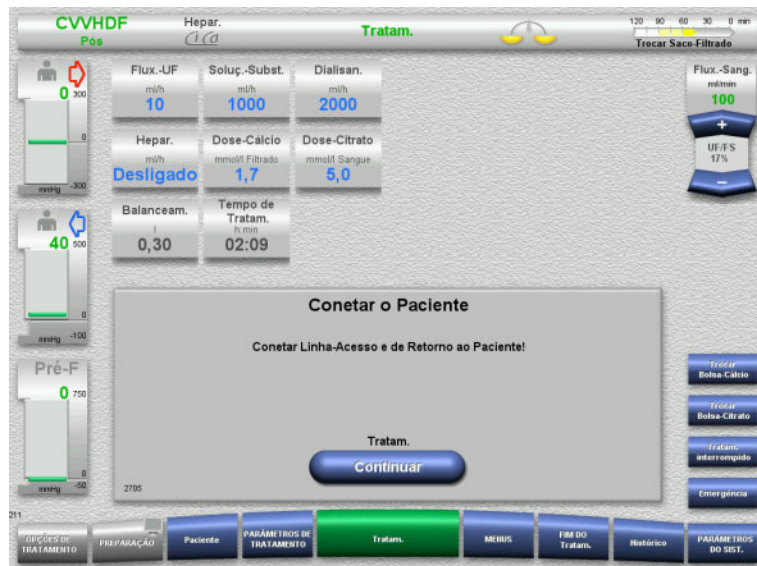 CVVHDF
Pós
Hepar.
Ci Ca
Tratam.
120 90 60 30 0 min
Trocar Saco-Filtrado
0
300
0
-300
mmHg
Flux.-UF
ml/h
10
Soluç.-Subst.
ml/h
1000
Dialisan.
ml/h
2000
Flux.-Sang.
ml/min
100
+
UF/FS
17%
−
Hepar.
ml/h
Desligado
Dose-Cálcio
mmol/l Filtrado
1,7
Dose-Citrato
mmol/l Sangue
5,0
Balanceam.
l
0,30
Tempo de
Tratam.
h:min
02:09
40
500
0
-100
mmHg
Pré-F
0
750
0
-50
mmHg
Conetar o Paciente
Conetar Linha-Acesso e de Retorno ao Paciente!
Tratam.
Continuar
2705
Trocar
Bolsa-Cálcio
Trocar
Bolsa-Citrato
Tratam.
interrompido
Emergência
211
OPÇÕES DE
TRATAMENTO
PREPARAÇÃO
Paciente
PARÂMETROS DE
TRATAMENTO
Tratam.
MENUS
FIM DO
Tratam.
Histórico
PARÂMETROS
DO SIST.